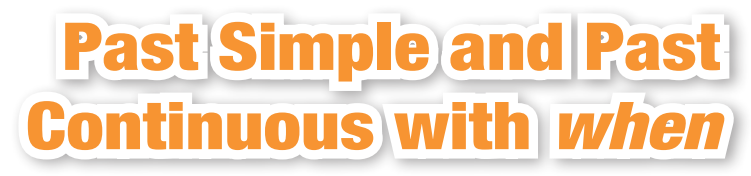 Past Simple and Past
Continuous with when